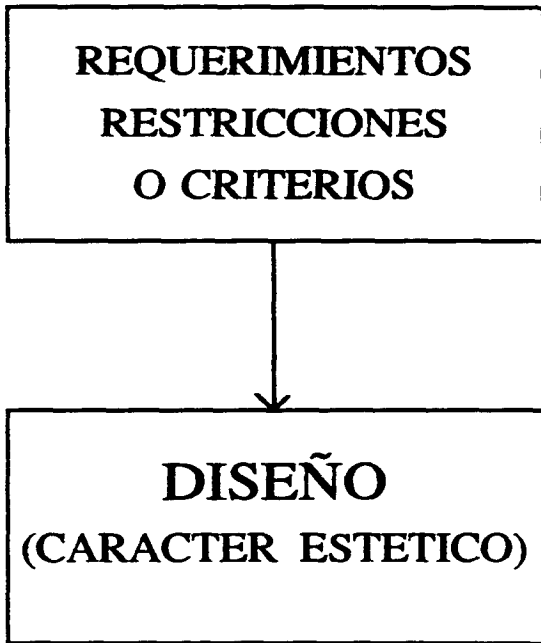 REQUERIMIENTOS
RESTRICCIONES
O CRITERIOS
DISEÑO
(CARACTER ESTETICO)